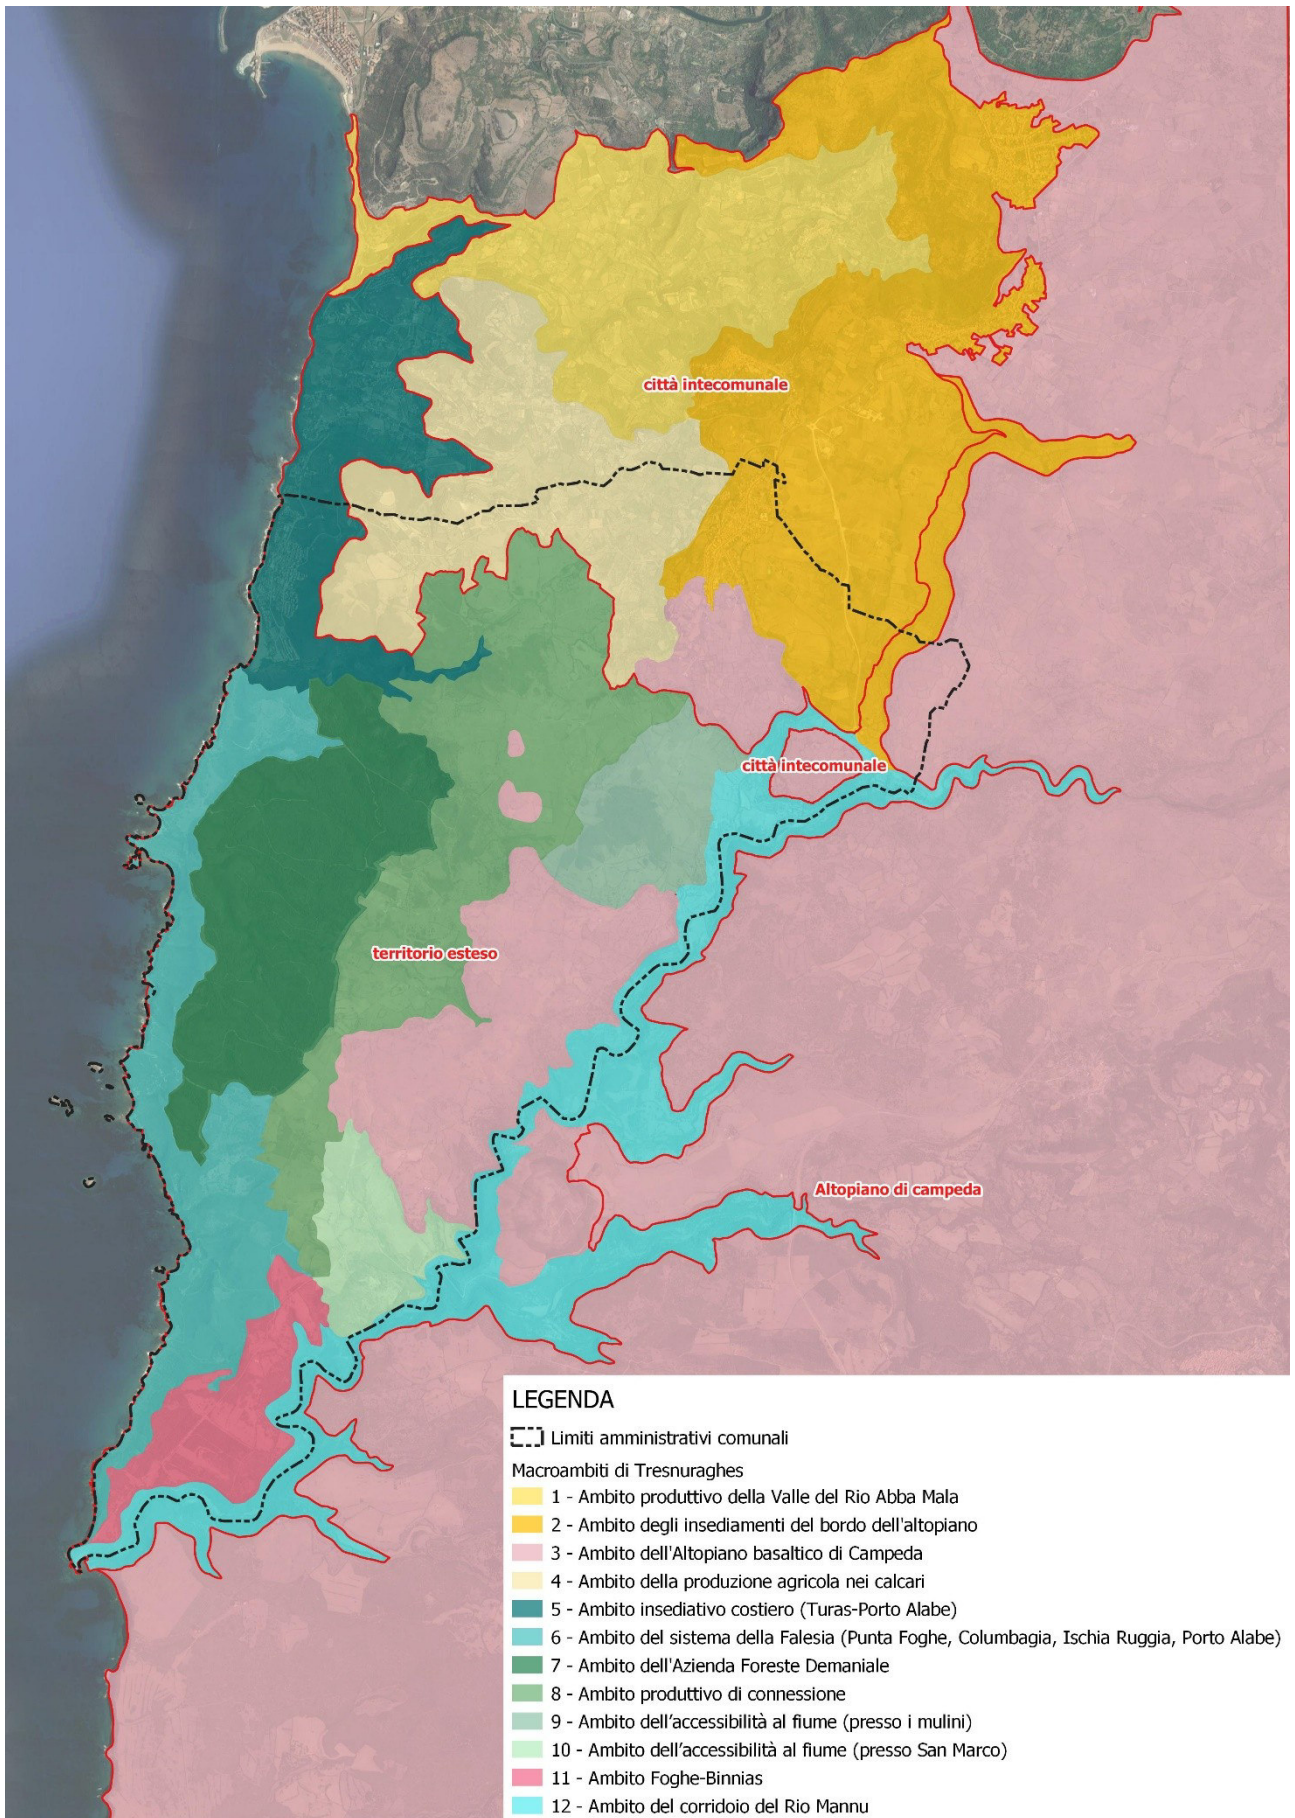 città intecomunale
città intecomunale
territorio esteso
Altopiano di campeda
LEGENDA
Limiti amministrativi comunali
Macroambiti di Tresnuraghes
1 - Ambito produttivo della Valle del Rio Abba Mala
2 - Ambito degli insediamenti del bordo dell'altopiano
3 - Ambito dell'Altopiano basaltico di Campeda
4 - Ambito della produzione agricola nei calcari
5 - Ambito insediativo costiero (Turas-Porto Alabe)
6 - Ambito del sistema della Falesia (Punta Foghe, Columbagia, Ischia Ruggia, Porto Alabe)
7 - Ambito dell'Azienda Foreste Demaniale
8 - Ambito produttivo di connessione
9 - Ambito dell’accessibilità al fiume (presso i mulini)
10 - Ambito dell’accessibilità al fiume (presso San Marco)
11 - Ambito Foghe-Binnias
12 - Ambito del corridoio del Rio Mannu